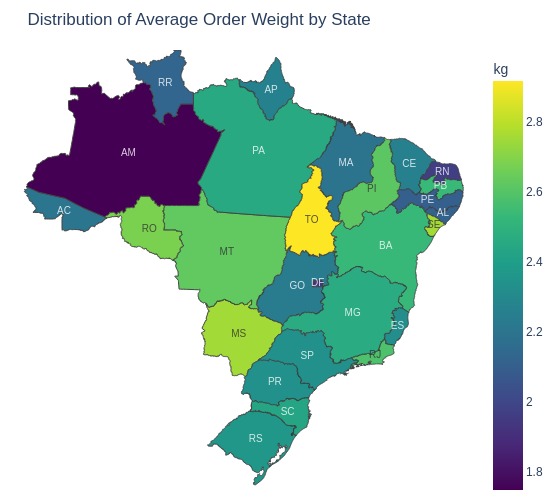 Distribution of Average Order Weight by State
kg
RR
AP
AM
PA
MA
CE
RN
PB
PI
PE
AL
SE
AC
RO
TO
MT
BA
GO
DF
MG
MS
ES
SP
RJ
PR
SC
RS
2.8
2.6
2.4
2.2
2
1.8